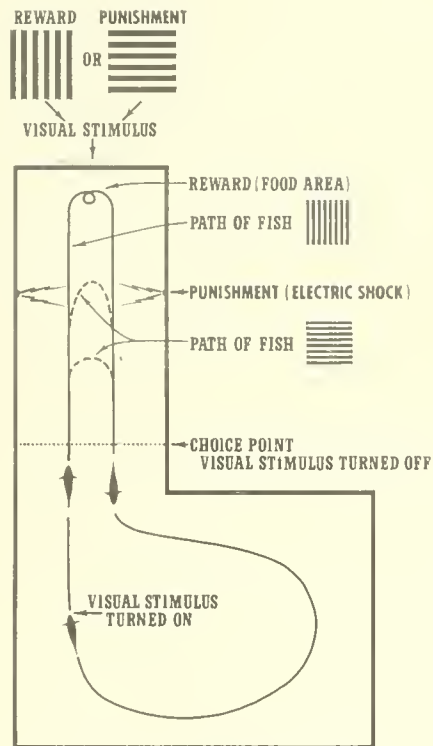 REWARD PUNISHMENT
OR
VISUAL STIMULUS
REWARD (FOOD AREA)
PATH OF FISH
PUNISHMENT (ELECTRIC SHOCK)
PATH OF FISH
CHOICE POINT
VISUAL STIMULUS TURNED OFF
VISUAL STIMULUS
TURNED ON